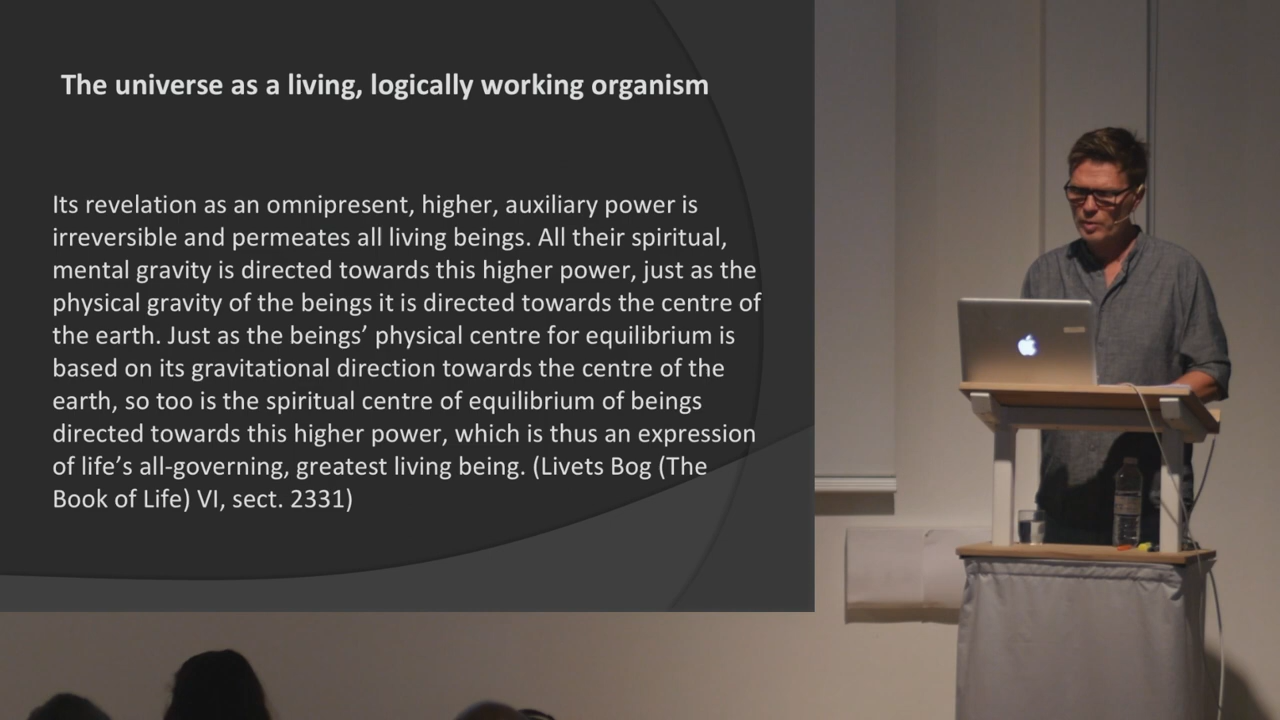 The universe as a living, logically working organism
Its revelation as an omnipresent, higher, auxiliary power is
irreversible and permeates all living beings. All their spiritual,
mental gravity is directed towards this higher power, just as the
physical gravity of the beings it is directed towards the centre of
the earth. Just as the beings’ physical centre for equilibrium is
based on its gravitational direction towards the centre of the
earth, so too is the spiritual centre of equilibrium of beings
directed towards this higher power, which is thus an expression
of life’s all-governing, greatest living being. (Livets Bog (The
Book of Life) VI, sect. 2331)